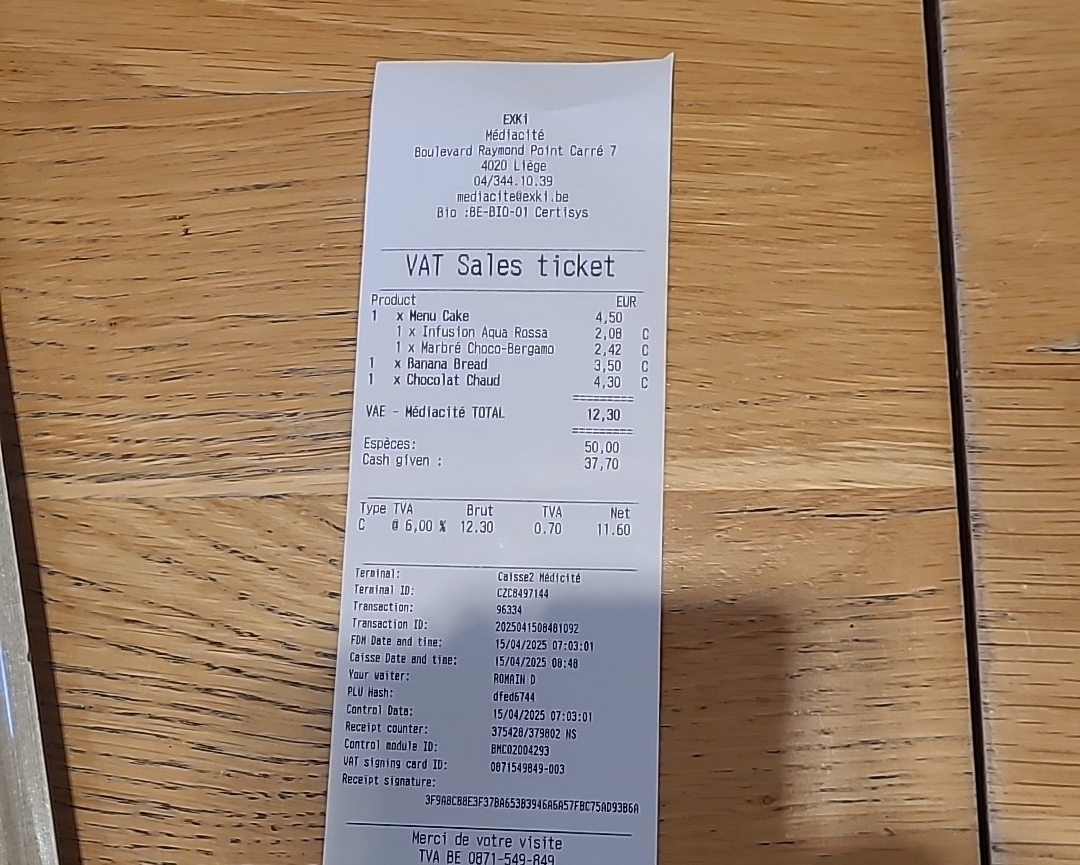 EXKi
Médiacité
Boulevard Raymond Point Carré 7
4020 Liège
04/344.10.39
mediacite@exki.be
Bio :BE-BIO-01 Certisys
VAT Sales ticket
Product EUR
1 x Menu Cake 4,50
1 x Infusion Aqua Rossa 2,08 C
1 x Marbré Choco-Bergamo 2,42 C
1 x Banana Bread 3,50 C
1 x Chocolat Chaud 4,30 C
=========
VAE - Médiacité TOTAL 12,30
=========
Espèces: 50,00
Cash given : 37,70
Type TVA Brut TVA Net
C @ 6,00 % 12.30 0.70 11.60
Terminal: Caisse2 Médicité
Terminal ID: CZC8497144
Transaction: 96334
Transaction ID: 2025041508481092
FDM Date and time: 15/04/2025 07:03:01
Caisse Date and time: 15/04/2025 08:48
Your waiter: ROMAIN D
PLU Hash: dfed6744
Control Data: 15/04/2025 07:03:01
Receipt counter: 375428/379802 NS
Control module ID: BMC02004293
VAT signing card ID: 0871549849-003
Receipt signature:
3F9A8CB8E3F37BA653B3946A6A57FBC75AD93B6A
Merci de votre visite
TVA BE 0871-549-849